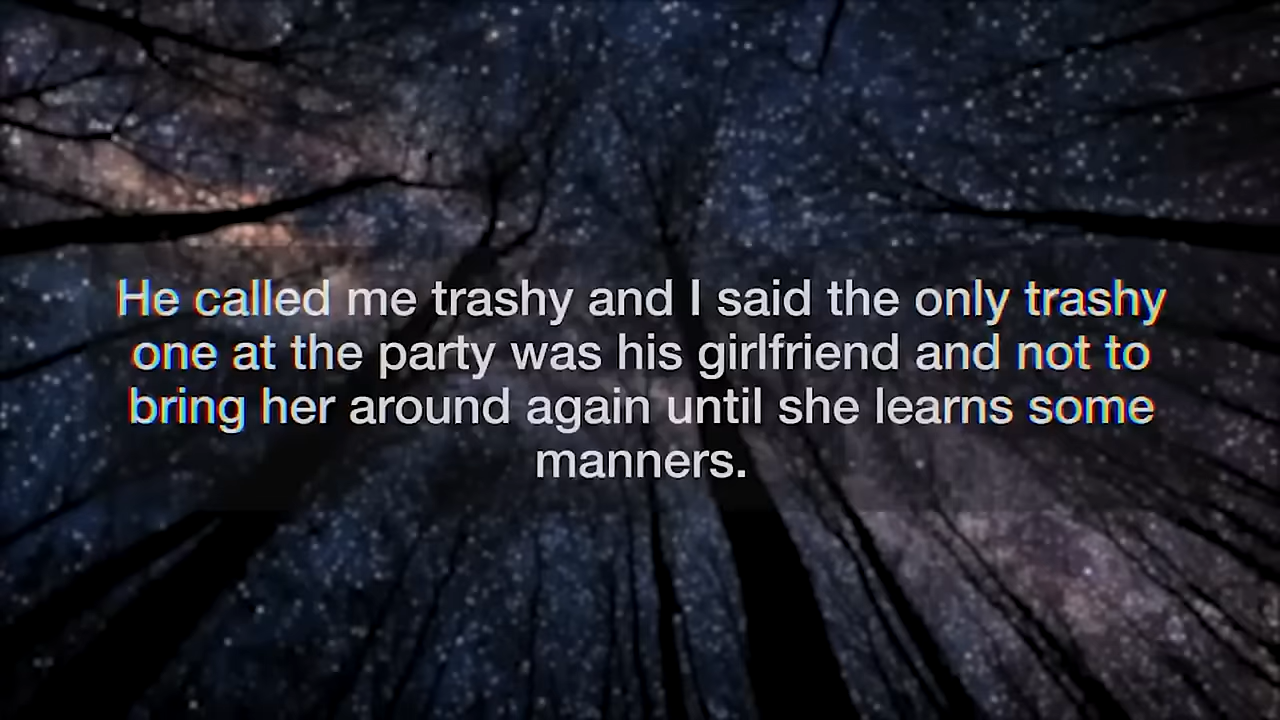 He called me trashy and I said the only trashy
one at the party was his girlfriend and not to
bring her around again until she learns some
manners.